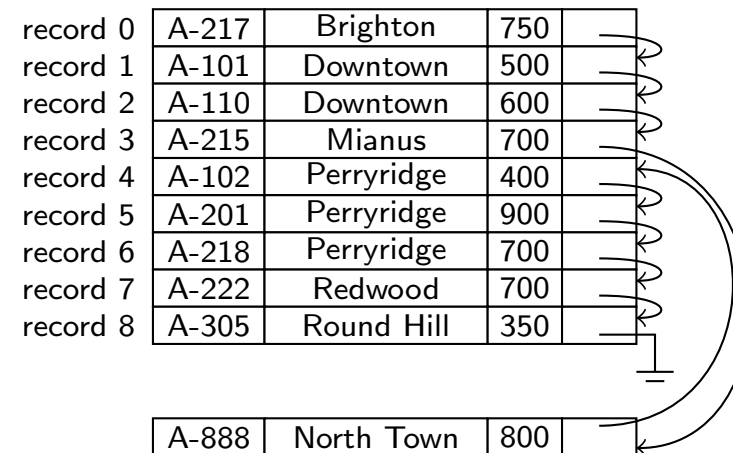 record 0 A-217 Brighton 750
record 1 A-101 Downtown 500
record 2 A-110 Downtown 600
record 3 A-215 Mianus 700
record 4 A-102 Perryridge 400
record 5 A-201 Perryridge 900
record 6 A-218 Perryridge 700
record 7 A-222 Redwood 700
record 8 A-305 Round Hill 350
A-888 North Town 800